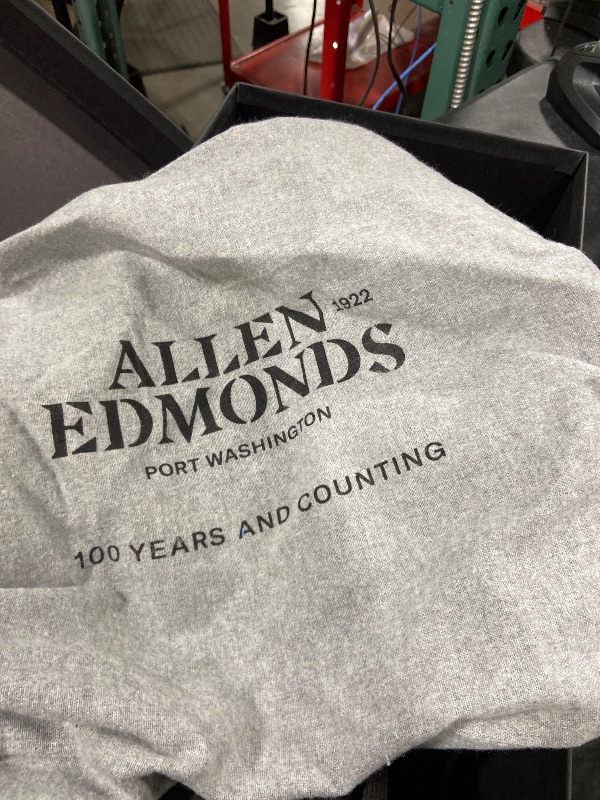 ALLEN 1922
EDMONDS
PORT WASHINGTON
100 YEARS AND COUNTING